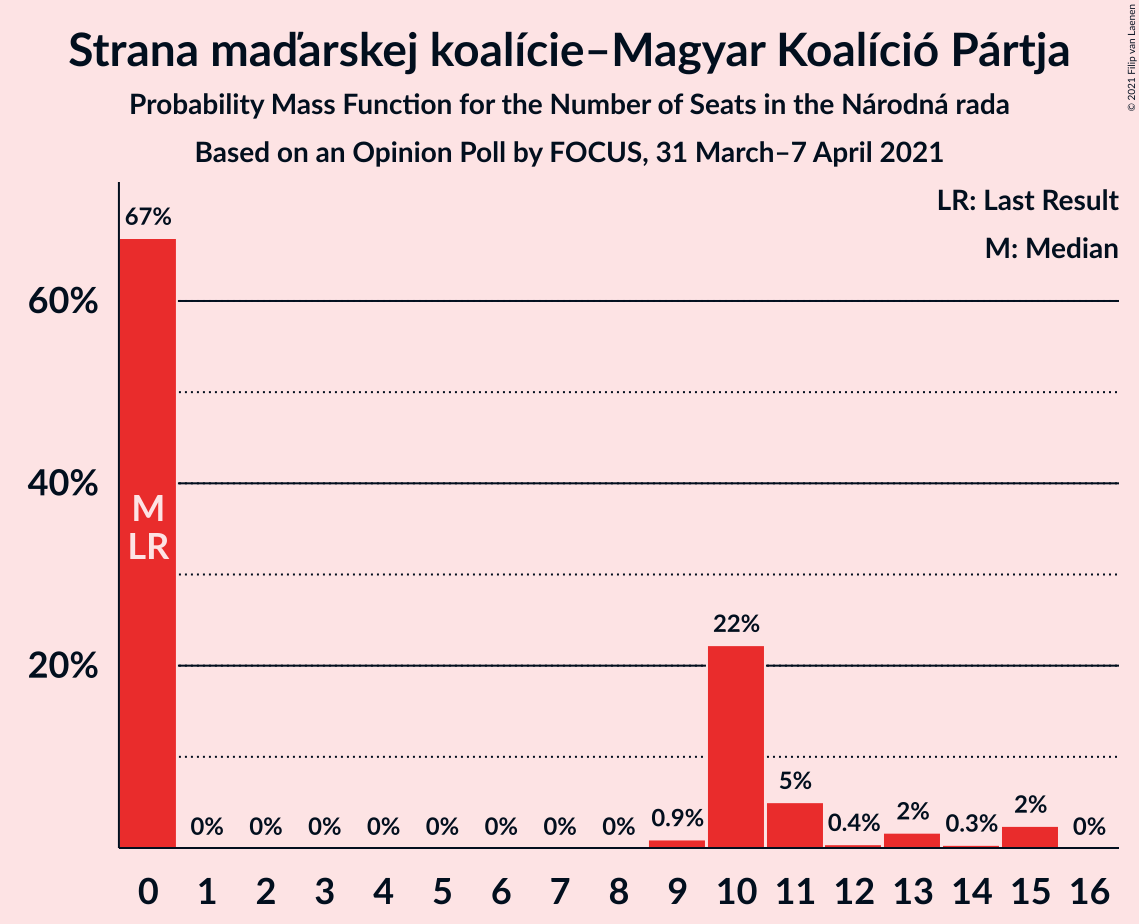 Strana maďarskej koalície–Magyar Koalíció Pártja
Probability Mass Function for the Number of Seats in the Národná rada
Based on an Opinion Poll by FOCUS, 31 March–7 April 2021
© 2021 Filip van Laenen
LR: Last Result
M: Median
67%
60%
40%
20%
M
LR
0% 0% 0% 0% 0% 0% 0% 0% 0.9% 22% 5% 0.4% 2% 0.3% 2% 0%
0 1 2 3 4 5 6 7 8 9 10 11 12 13 14 15 16